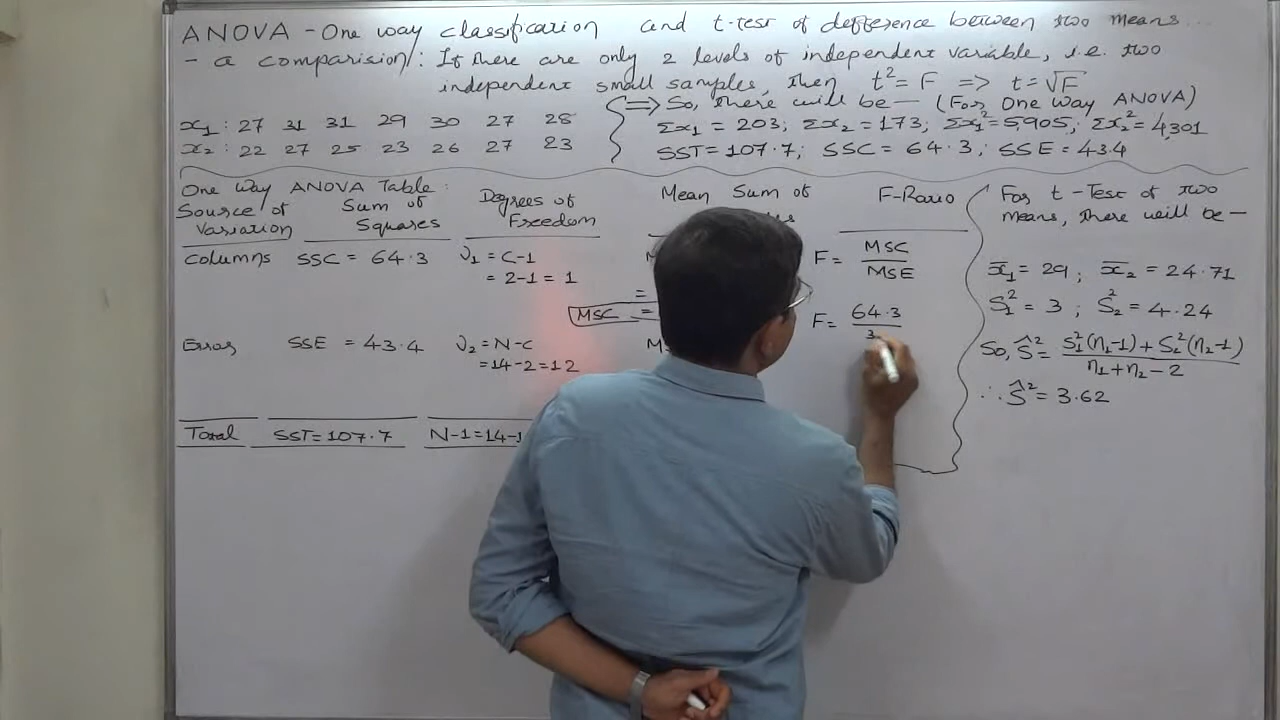 ANOVA - One way classification and t-test of difference between two means...
- a comparision: If there are only 2 levels of independent variable, i.e. two
independent small samples, then t² = F => t = √F
=> So, there will be — (For One Way ANOVA)
x₁ : 27 31 31 29 30 27 28
x₂ : 22 27 25 23 26 27 23
Σx₁ = 203; Σx₂ = 173; Σx₁² = 5,905; Σx₂² = 4,301
SST = 107.7; SSC = 64.3; SSE = 43.4
One Way ANOVA Table:
Source of Variation
Sum of Squares
Degrees of Freedom
Mean Sum of
F-Ratio
Columns SSC = 64.3 ν₁ = C-1
= 2-1 = 1
=
MSC =
F = MSC / MSE
F = 64.3 / 3
Error SSE = 43.4 ν₂ = N-C
= 14-2 = 12
Total SST = 107.7 N-1 = 14-1
For t-Test of two
means, there will be —
x̄₁ = 29 ; x̄₂ = 24.71
S₁² = 3 ; S₂² = 4.24
So, Ŝ² = S₁²(n₁-1) + S₂²(n₂-1) / n₁+n₂-2
∴ Ŝ² = 3.62